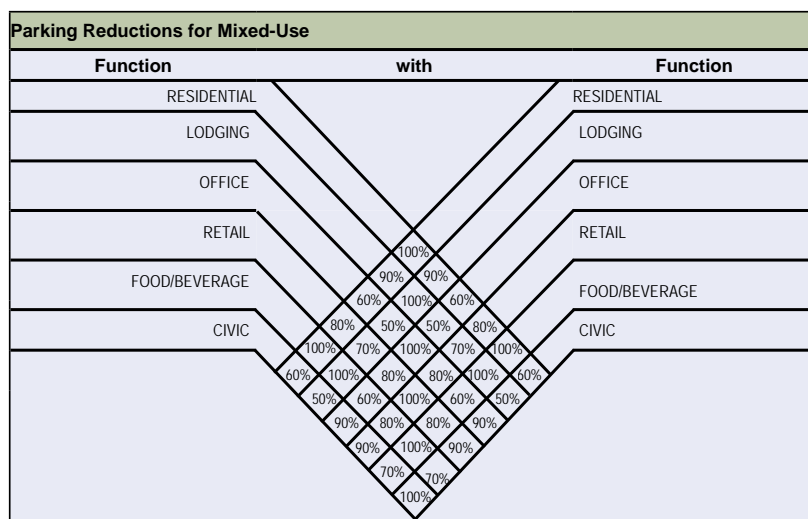 Parking Reductions for Mixed-Use
Function with Function
RESIDENTIAL RESIDENTIAL
LODGING LODGING
OFFICE OFFICE
RETAIL RETAIL
100%
90% 90%
FOOD/BEVERAGE FOOD/BEVERAGE
60% 100% 60%
CIVIC CIVIC
80% 50% 50% 80%
100% 70% 100% 70% 100%
60% 100% 80% 80% 100% 60%
50% 60% 100% 60% 50%
90% 80% 80% 90%
90% 100% 90%
70% 70%
100%